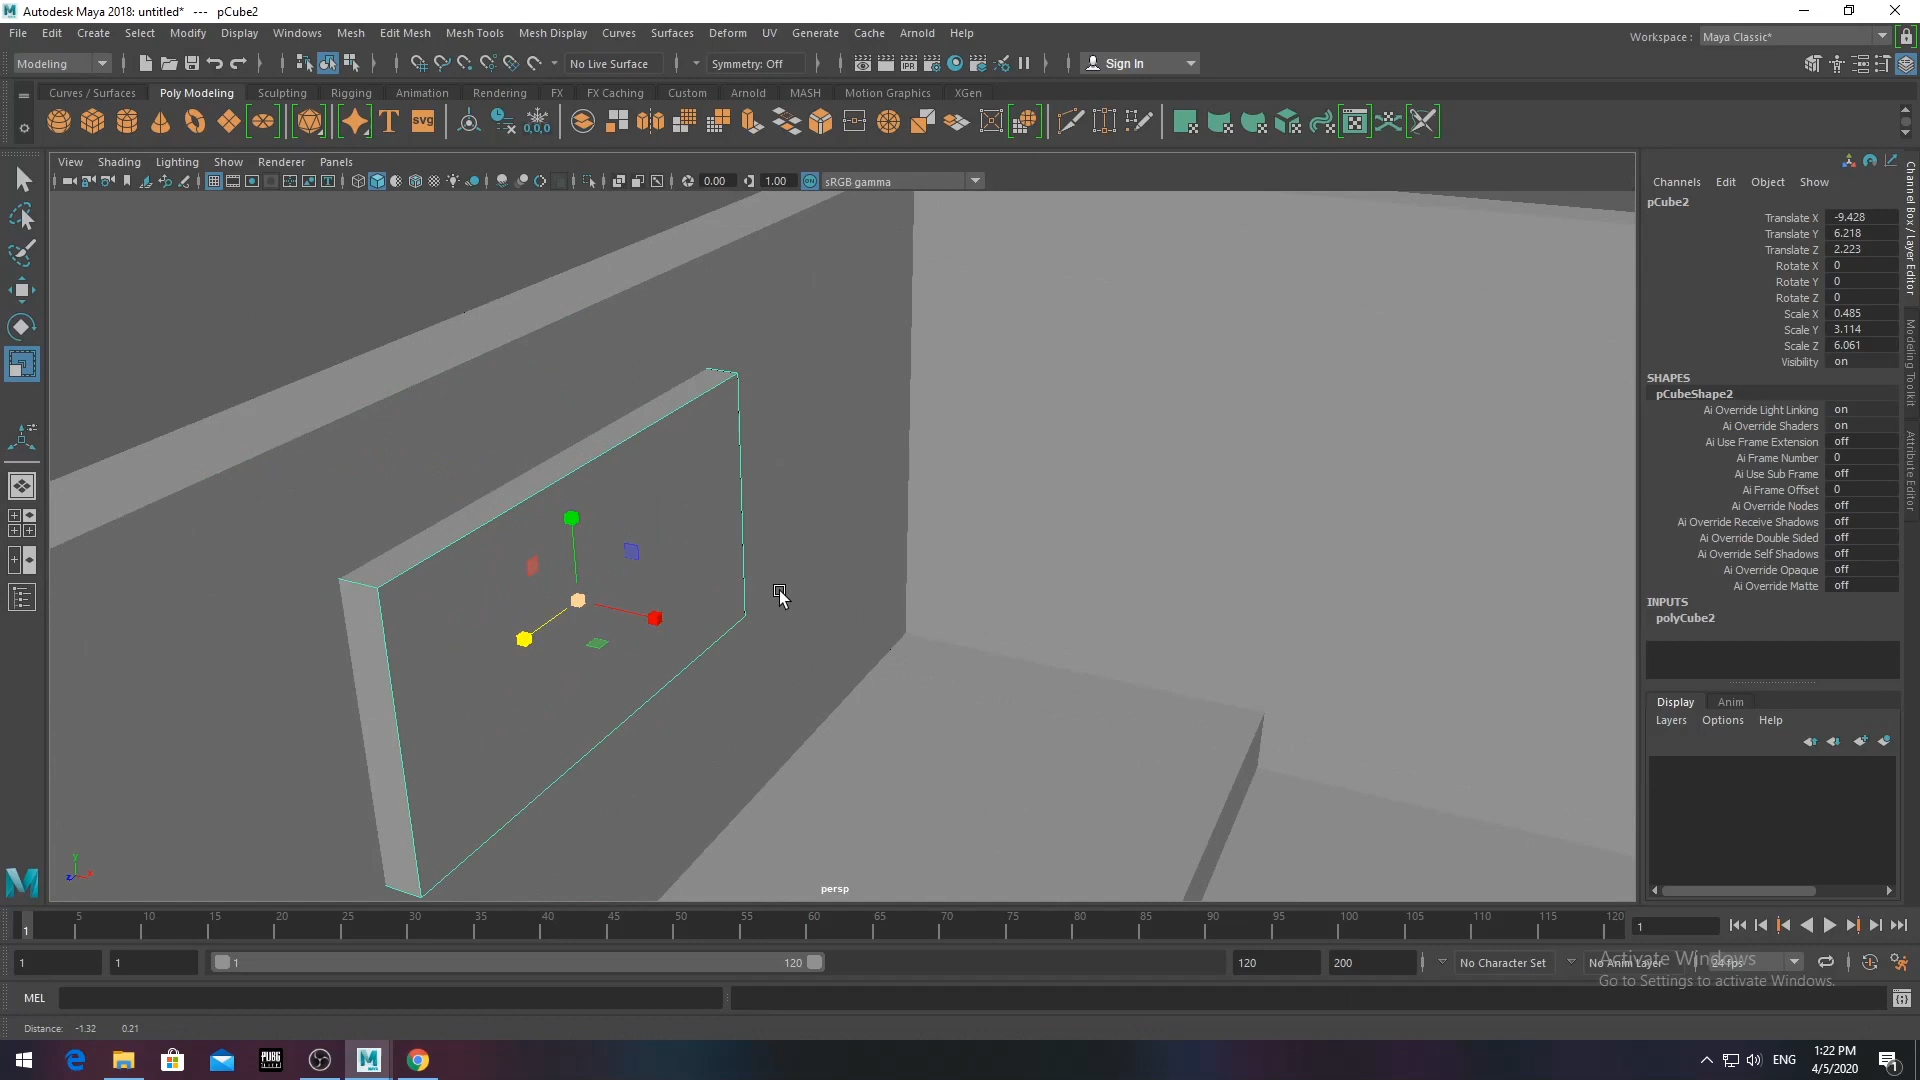 Autodesk Maya 2018: untitled*  ---  pCube2
File Edit Create Select Modify Display Windows Mesh Edit Mesh Mesh Tools Mesh Display Curves Surfaces Deform UV Generate Cache Arnold Help
Workspace : Maya Classic*
Modeling No Live Surface Symmetry: Off IPR Sign In
Curves / Surfaces Poly Modeling Sculpting Rigging Animation Rendering FX FX Caching Custom Arnold MASH Motion Graphics XGen
T SVG 0,0,0
View Shading Lighting Show Renderer Panels
0.00 1.00 ON sRGB gamma
Channels Edit Object Show
pCube2
Translate X -9.428
Translate Y 6.218
Translate Z 2.223
Rotate X 0
Rotate Y 0
Rotate Z 0
Scale X 0.485
Scale Y 3.114
Scale Z 6.061
Visibility on
SHAPES
pCubeShape2
Ai Override Light Linking on
Ai Override Shaders on
Ai Use Frame Extension off
Ai Frame Number 0
Ai Use Sub Frame off
Ai Frame Offset 0
Ai Override Nodes off
Ai Override Receive Shadows off
Ai Override Double Sided off
Ai Override Self Shadows off
Ai Override Opaque off
Ai Override Matte off
INPUTS
polyCube2
Channel Box / Layer Editor
Modeling Toolkit
Attribute Editor
Display Anim
Layers Options Help
y
z x
persp
5 10 15 20 25 30 35 40 45 50 55 60 65 70 75 80 85 90 95 100 105 110 115 120
1 1
1 1 1 120 120 200 No Character Set No Anim Layer 24 fps
Activate Windows
Go to Settings to activate Windows.
MEL
Distance: -1.32 0.21
PUBG
MAYA
ENG 1:22 PM
4/5/2020
1